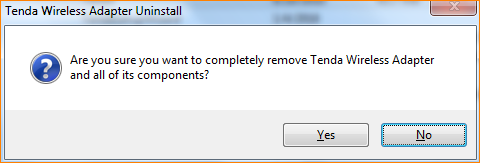 Tenda Wireless Adapter Uninstall
Are you sure you want to completely remove Tenda Wireless Adapter
and all of its components?
Yes
No